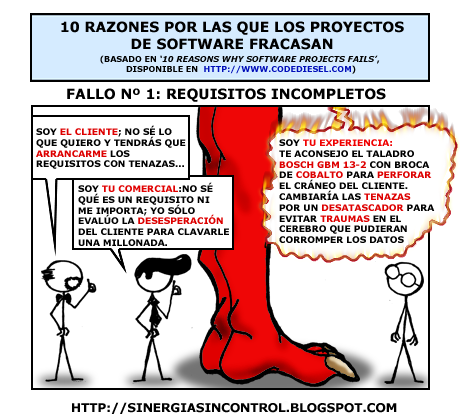 10 RAZONES POR LAS QUE LOS PROYECTOS
DE SOFTWARE FRACASAN
(BASADO EN '10 REASONS WHY SOFTWARE PROJECTS FAILS',
DISPONIBLE EN HTTP://WWW.CODEDIESEL.COM)
FALLO Nº 1: REQUISITOS INCOMPLETOS
SOY EL CLIENTE; NO SÉ LO
QUE QUIERO Y TENDRÁS QUE
ARRANCARME LOS
REQUISITOS CON TENAZAS...
SOY TU COMERCIAL:NO SÉ
QUÉ ES UN REQUISITO NI
ME IMPORTA; YO SÓLO
EVALÚO LA DESESPERACIÓN
DEL CLIENTE PARA CLAVARLE
UNA MILLONADA.
SOY TU EXPERIENCIA:
TE ACONSEJO EL TALADRO
BOSCH GBM 13-2 CON BROCA
DE COBALTO PARA PERFORAR
EL CRÁNEO DEL CLIENTE.
CAMBIARÍA LAS TENAZAS
POR UN DESATASCADOR PARA
EVITAR TRAUMAS EN EL
CEREBRO QUE PUDIERAN
CORROMPER LOS DATOS
HTTP://SINERGIASINCONTROL.BLOGSPOT.COM